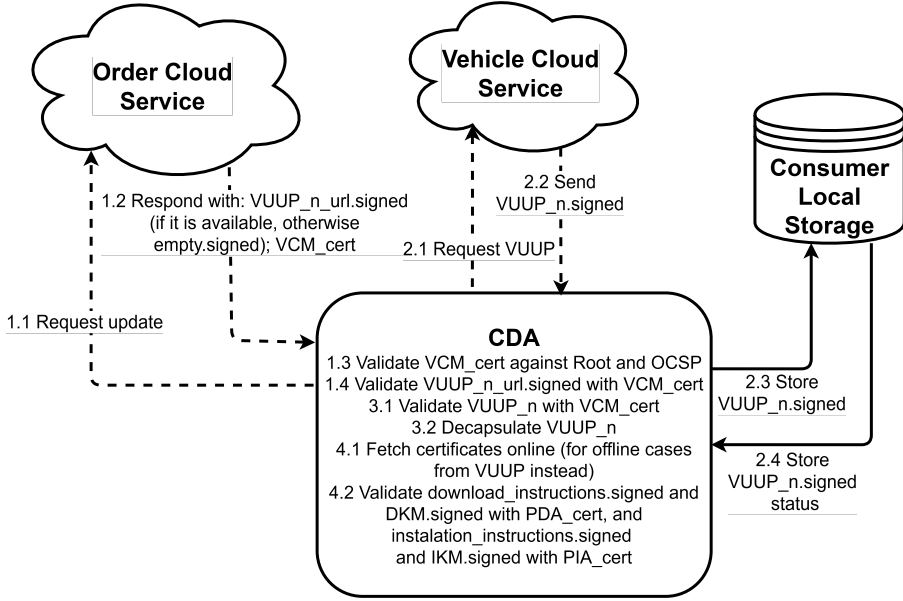 Order Cloud
Service
Vehicle Cloud
Service
Consumer
Local
Storage
1.2 Respond with: VUUP_n_url.signed
(if it is available, otherwise
empty.signed); VCM_cert
2.2 Send
VUUP_n.signed
2.1 Request VUUP
1.1 Request update
CDA
1.3 Validate VCM_cert against Root and OCSP
1.4 Validate VUUP_n_url.signed with VCM_cert
3.1 Validate VUUP_n with VCM_cert
3.2 Decapsulate VUUP_n
4.1 Fetch certificates online (for offline cases
from VUUP instead)
4.2 Validate download_instructions.signed and
DKM.signed with PDA_cert, and
instalation_instructions.signed
and IKM.signed with PIA_cert
2.3 Store
VUUP_n.signed
2.4 Store
VUUP_n.signed
status